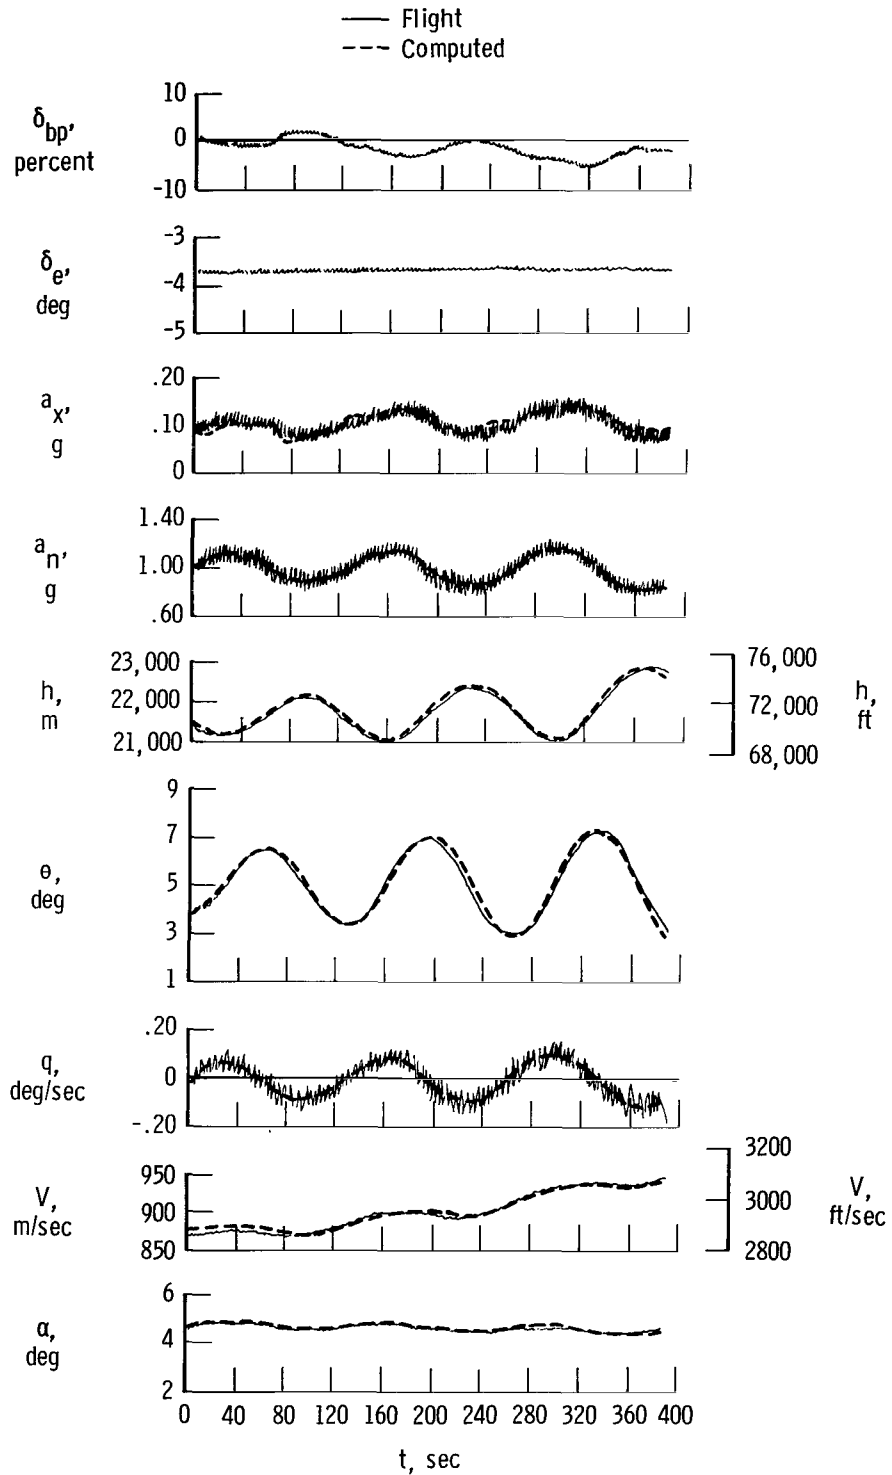 Flight
Computed
δbp,
percent
10
0
-10
δe,
deg
-3
-4
-5
ax,
g
.20
.10
0
an,
g
1.40
1.00
.60
h,
m
23,000
22,000
21,000
76,000
72,000
68,000
h,
ft
θ,
deg
9
7
5
3
1
q,
deg/sec
.20
0
-.20
V,
m/sec
950
900
850
3200
3000
2800
V,
ft/sec
α,
deg
6
4
2
0 40 80 120 160 200 240 280 320 360 400
t, sec